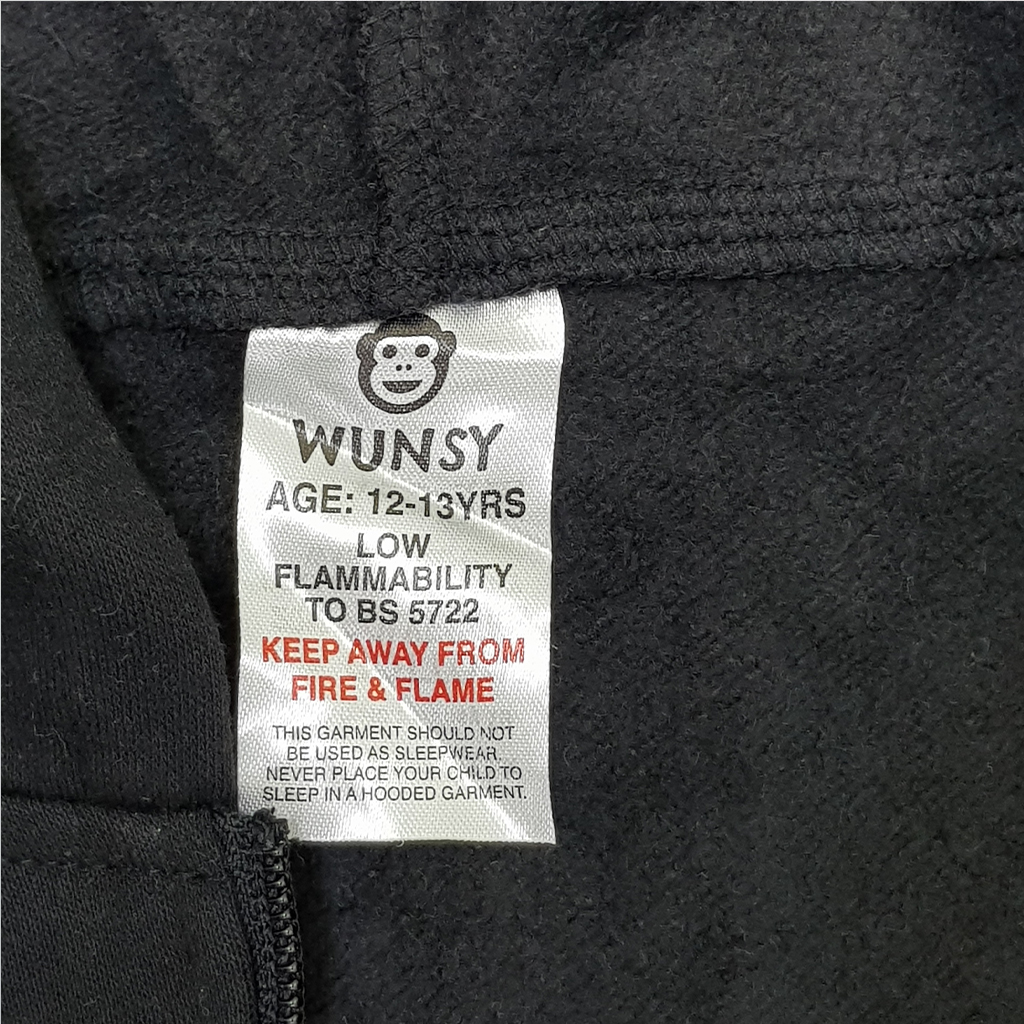 WUNSY
AGE: 12-13YRS
LOW
FLAMMABILITY
TO BS 5722
KEEP AWAY FROM
FIRE & FLAME
THIS GARMENT SHOULD NOT
BE USED AS SLEEPWEAR.
NEVER PLACE YOUR CHILD TO
SLEEP IN A HOODED GARMENT.